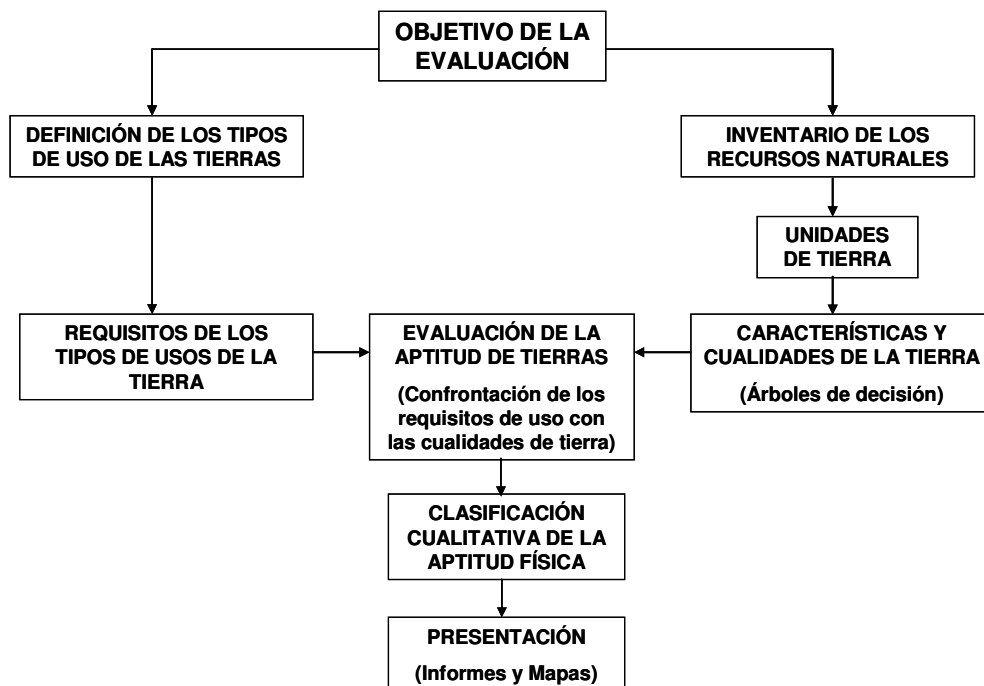 OBJETIVO DE LA
EVALUACIÓN
DEFINICIÓN DE LOS TIPOS
DE USO DE LAS TIERRAS
INVENTARIO DE LOS
RECURSOS NATURALES
UNIDADES
DE TIERRA
REQUISITOS DE LOS
TIPOS DE USOS DE LA
TIERRA
EVALUACIÓN DE LA
APTITUD DE TIERRAS
(Confrontación de los
requisitos de uso con
las cualidades de tierra)
CARACTERÍSTICAS Y
CUALIDADES DE LA TIERRA
(Árboles de decisión)
CLASIFICACIÓN
CUALITATIVA DE LA
APTITUD FÍSICA
PRESENTACIÓN
(Informes y Mapas)